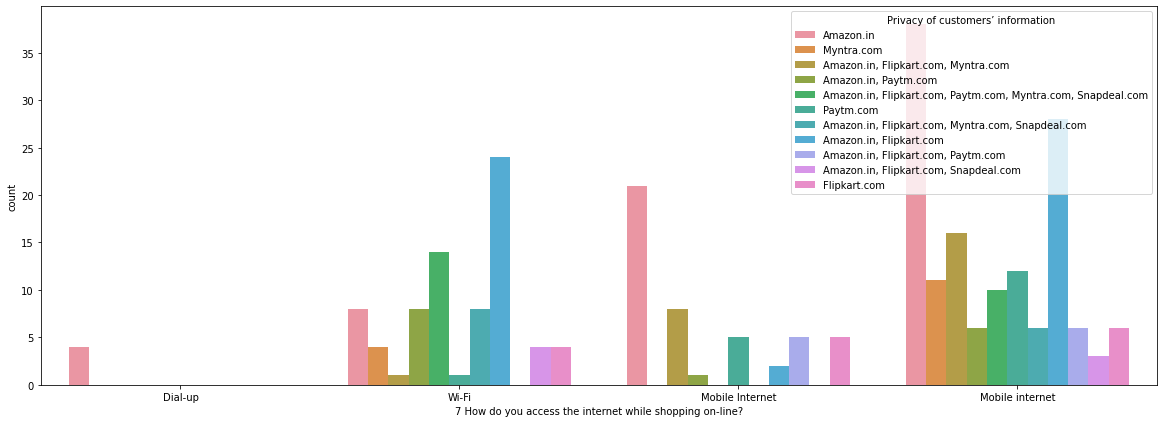 Privacy of customers’ information
Amazon.in
Myntra.com
Amazon.in, Flipkart.com, Myntra.com
Amazon.in, Paytm.com
Amazon.in, Flipkart.com, Paytm.com, Myntra.com, Snapdeal.com
Paytm.com
Amazon.in, Flipkart.com, Myntra.com, Snapdeal.com
Amazon.in, Flipkart.com
Amazon.in, Flipkart.com, Paytm.com
Amazon.in, Flipkart.com, Snapdeal.com
Flipkart.com
35
30
25
20
15
10
5
0
count
Dial-up Wi-Fi Mobile Internet Mobile internet
7 How do you access the internet while shopping on-line?